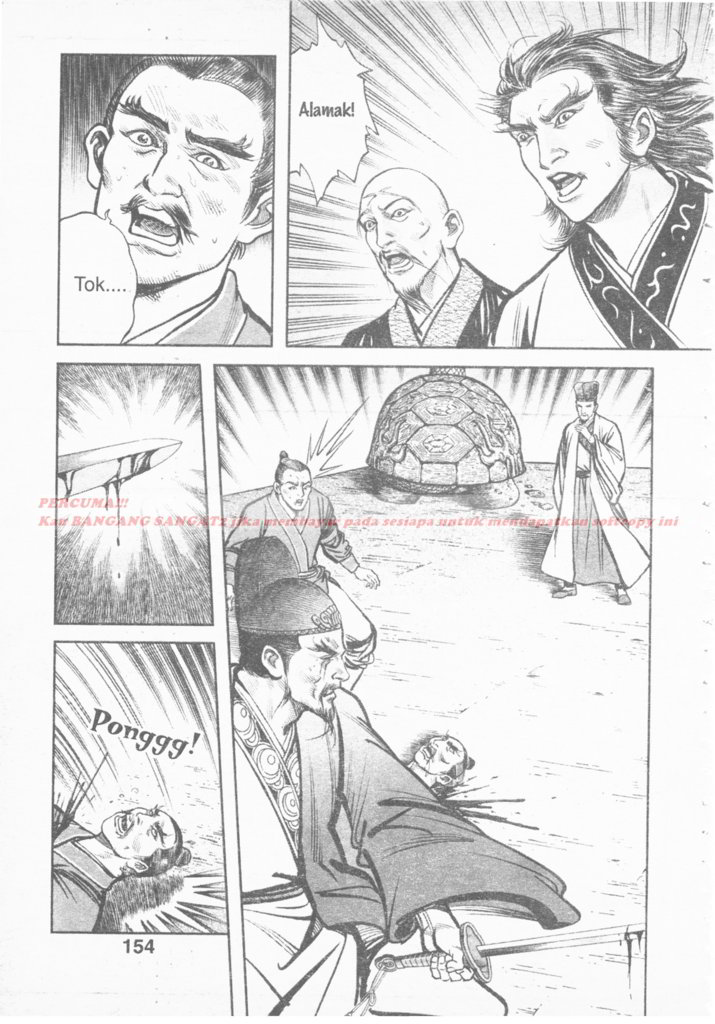 Alamak!
Tok....
PERCUMA!!!
Kau BANGANG SANGAT2 jika membayar pada sesiapa untuk mendapatkan softcopy ini
Ponggg!
154